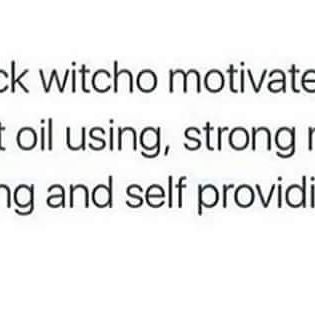 ck witcho motivate
t oil using, strong r
ng and self providi